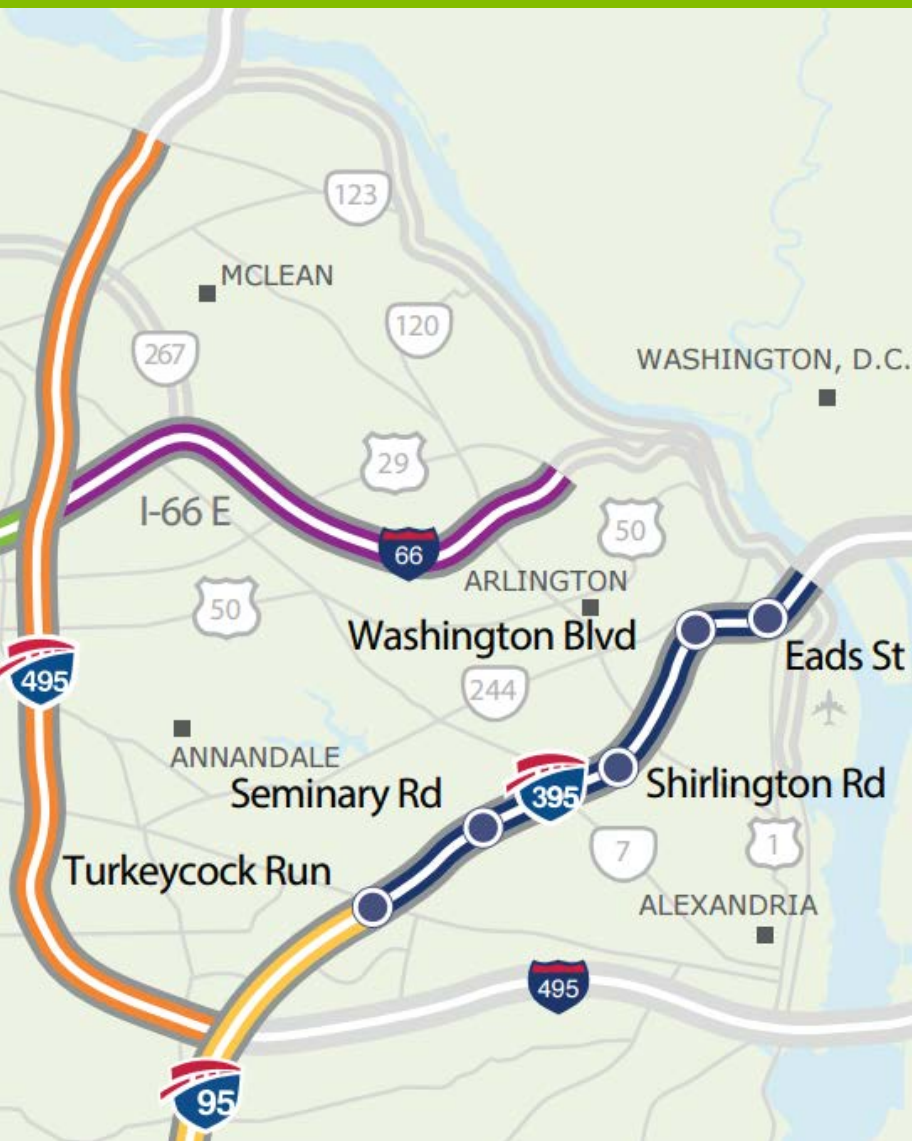 123
MCLEAN
120
267
WASHINGTON, D.C.
29
I-66 E
50
66
ARLINGTON
50
Washington Blvd
Eads St
495
244
ANNANDALE
Seminary Rd
395
Shirlington Rd
7
1
Turkeycock Run
ALEXANDRIA
495
95